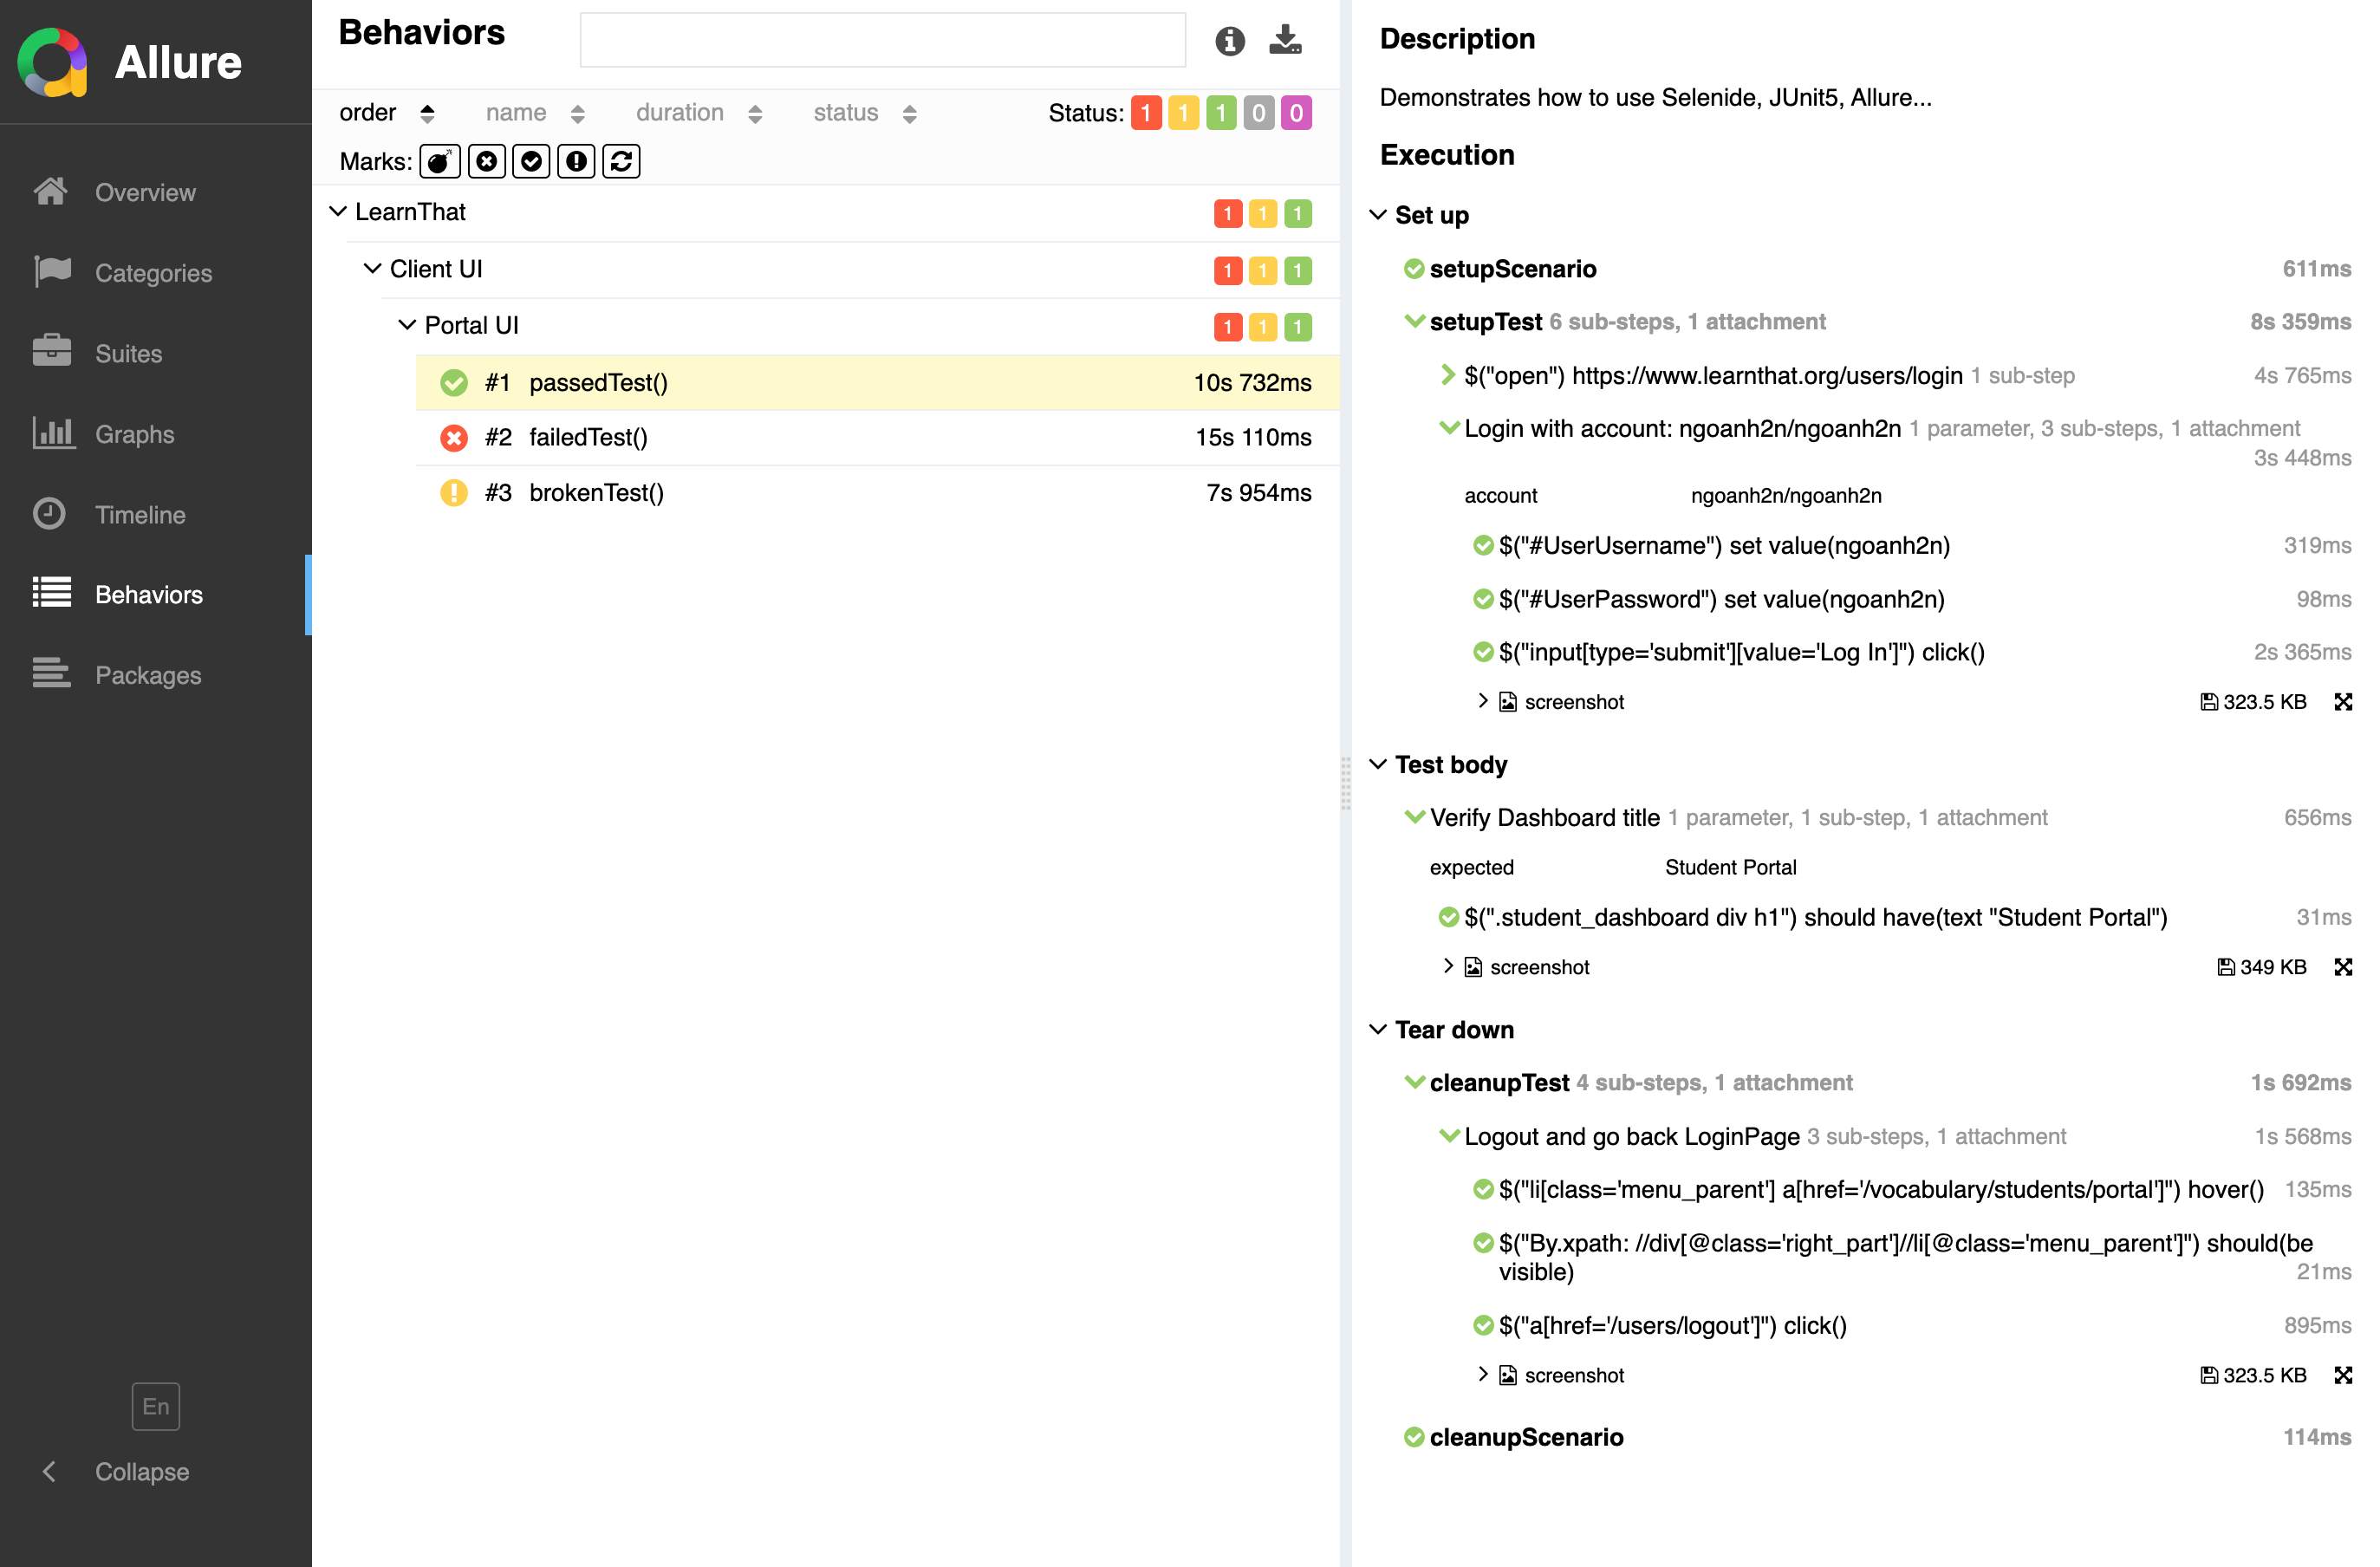 Allure
Overview
Categories
Suites
Graphs
Timeline
Behaviors
Packages
En
Collapse
Behaviors
order name duration status Status: 1 1 1 0 0
Marks:
LearnThat 1 1 1
Client UI 1 1 1
Portal UI 1 1 1
#1 passedTest() 10s 732ms
#2 failedTest() 15s 110ms
#3 brokenTest() 7s 954ms
Description
Demonstrates how to use Selenide, JUnit5, Allure...
Execution
Set up
setupScenario 611ms
setupTest 6 sub-steps, 1 attachment 8s 359ms
$("open") https://www.learnthat.org/users/login 1 sub-step 4s 765ms
Login with account: ngoanh2n/ngoanh2n 1 parameter, 3 sub-steps, 1 attachment
3s 448ms
account ngoanh2n/ngoanh2n
$("#UserUsername") set value(ngoanh2n) 319ms
$("#UserPassword") set value(ngoanh2n) 98ms
$("input[type='submit'][value='Log In']") click() 2s 365ms
screenshot 323.5 KB
Test body
Verify Dashboard title 1 parameter, 1 sub-step, 1 attachment 656ms
expected Student Portal
$(".student_dashboard div h1") should have(text "Student Portal") 31ms
screenshot 349 KB
Tear down
cleanupTest 4 sub-steps, 1 attachment 1s 692ms
Logout and go back LoginPage 3 sub-steps, 1 attachment 1s 568ms
$("li[class='menu_parent'] a[href='/vocabulary/students/portal']") hover() 135ms
$("By.xpath: //div[@class='right_part']//li[@class='menu_parent']") should(be
visible) 21ms
$("a[href='/users/logout']") click() 895ms
screenshot 323.5 KB
cleanupScenario 114ms